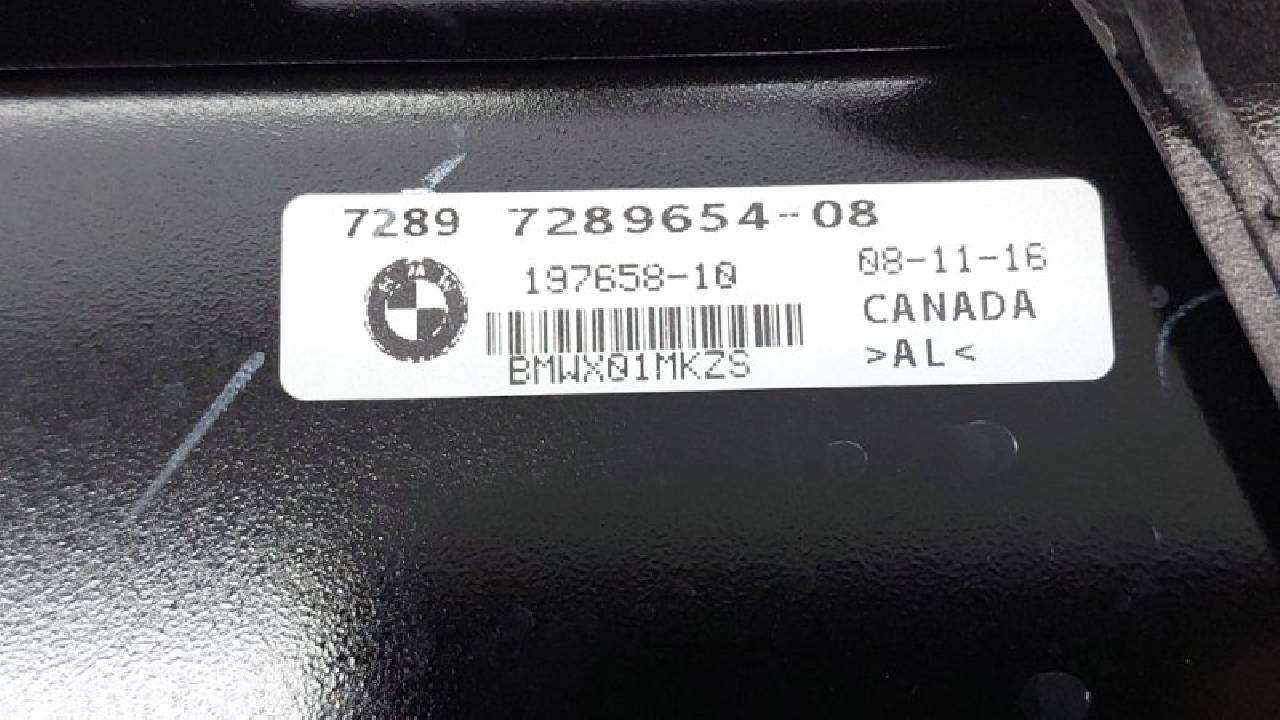 7289 7289654-08
197658-10 08-11-16
CANADA
BMWX01MKZS >AL<